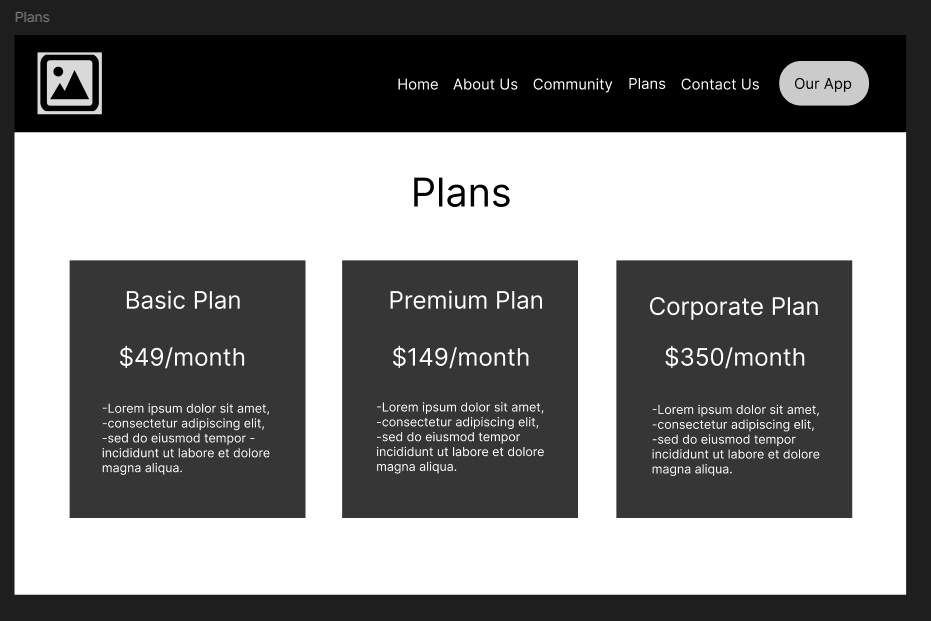 Plans
Home About Us Community Plans Contact Us Our App
Plans
Basic Plan
$49/month
-Lorem ipsum dolor sit amet,
-consectetur adipiscing elit,
-sed do eiusmod tempor -
incididunt ut labore et dolore
magna aliqua.
Premium Plan
$149/month
-Lorem ipsum dolor sit amet,
-consectetur adipiscing elit,
-sed do eiusmod tempor
incididunt ut labore et dolore
magna aliqua.
Corporate Plan
$350/month
-Lorem ipsum dolor sit amet,
-consectetur adipiscing elit,
-sed do eiusmod tempor
incididunt ut labore et dolore
magna aliqua.